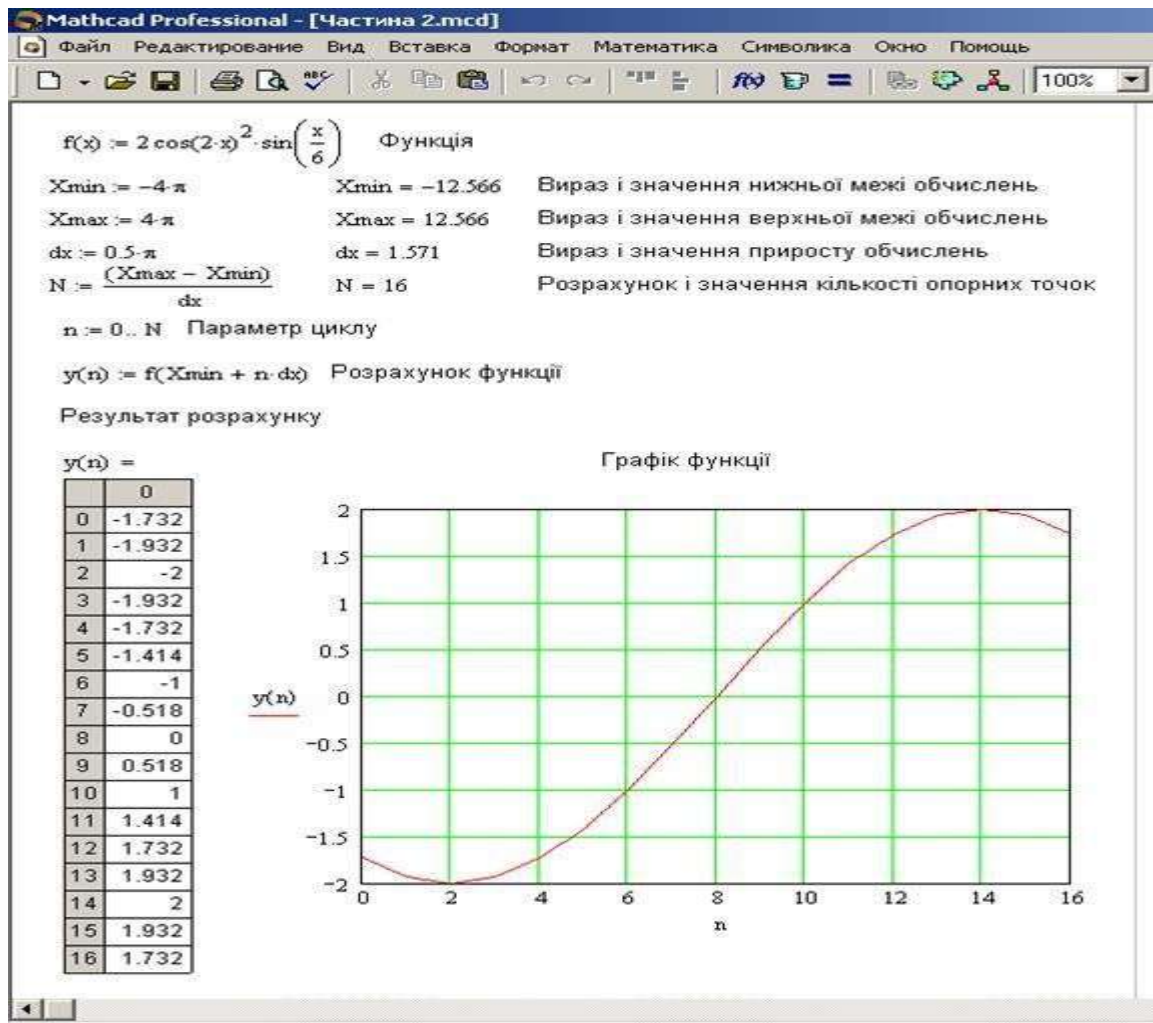 Mathcad Professional - [Частина 2.mcd]
Файл Редактирование Вид Вставка Формат Математика Символика Окно Помощь
100%
f(x) := 2 cos(2·x)^2·sin(x/6) Функція
Xmin := −4·π Xmin = −12.566 Вираз і значення нижньої межі обчислень
Xmax := 4·π Xmax = 12.566 Вираз і значення верхньої межі обчислень
dx := 0.5·π dx = 1.571 Вираз і значення приросту обчислень
N := (Xmax − Xmin)/dx N = 16 Розрахунок і значення кількості опорних точок
n := 0.. N Параметр циклу
y(n) := f(Xmin + n·dx) Розрахунок функції
Результат розрахунку
y(n) =
0
0 -1.732
1 -1.932
2 -2
3 -1.932
4 -1.732
5 -1.414
6 -1
7 -0.518
8 0
9 0.518
10 1
11 1.414
12 1.732
13 1.932
14 2
15 1.932
16 1.732
Графік функції
2
1.5
1
0.5
y(n) 0
−0.5
−1
−1.5
−2
0 2 4 6 8 10 12 14 16
n